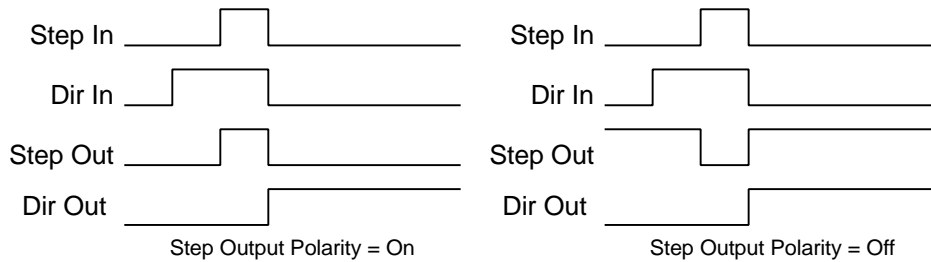 Step In
Dir In
Step Out
Dir Out
Step Output Polarity = On
Step In
Dir In
Step Out
Dir Out
Step Output Polarity = Off